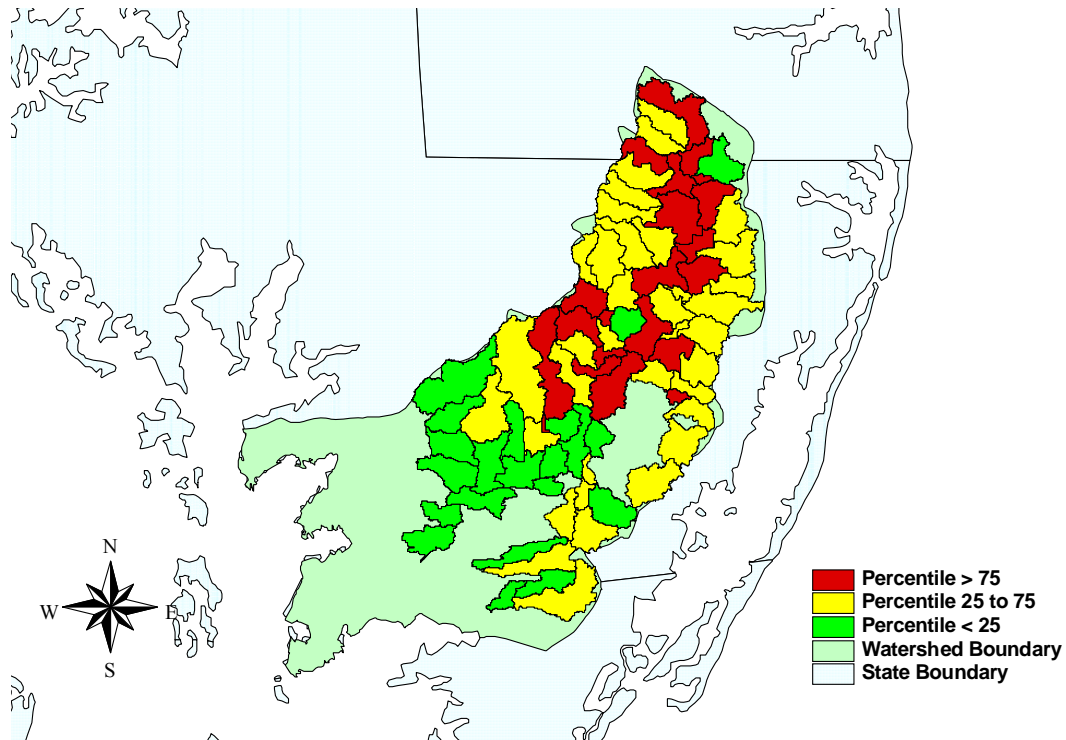 N
W E
S
Percentile > 75
Percentile 25 to 75
Percentile < 25
Watershed Boundary
State Boundary